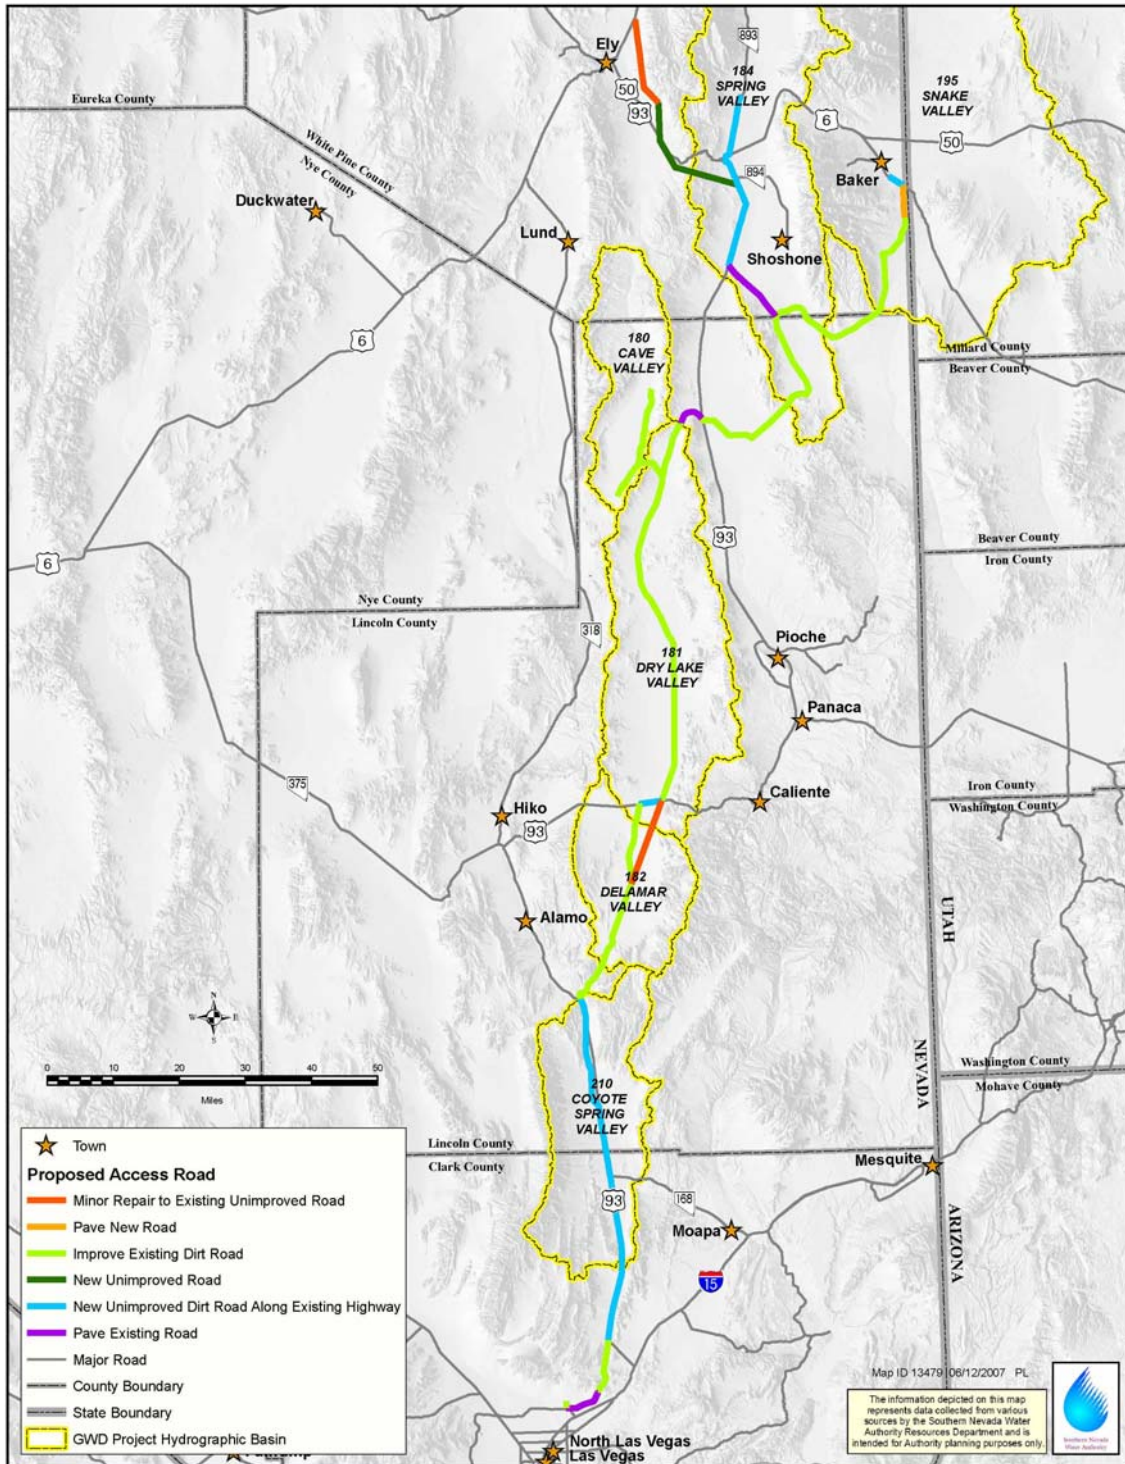 893
Ely
184
SPRING
VALLEY
195
SNAKE
VALLEY
50
93
6
50
Eureka County
White Pine County
Nye County
Baker
894
Duckwater
Lund
Shoshone
6
180
CAVE
VALLEY
Millard County
Beaver County
93
6
Beaver County
Iron County
Nye County
Lincoln County
318
181
DRY LAKE
VALLEY
Pioche
Panaca
375
Iron County
Washington County
Caliente
Hiko
93
182
DELAMAR
VALLEY
Alamo
UTAH
NEVADA
N
W E
S
0 10 20 30 40 50
Miles
Washington County
Mohave County
210
COYOTE
SPRING
VALLEY
Lincoln County
Clark County
Mesquite
93
168
Moapa
ARIZONA
15
Town
Proposed Access Road
Minor Repair to Existing Unimproved Road
Pave New Road
Improve Existing Dirt Road
New Unimproved Road
New Unimproved Dirt Road Along Existing Highway
Pave Existing Road
Major Road
County Boundary
State Boundary
GWD Project Hydrographic Basin
Map ID 13479 06/12/2007 PL
The information depicted on this map
represents data collected from various
sources by the Southern Nevada Water
Authority Resources Department and is
intended for Authority planning purposes only.
Southern Nevada
Water Authority
North Las Vegas
Las Vegas